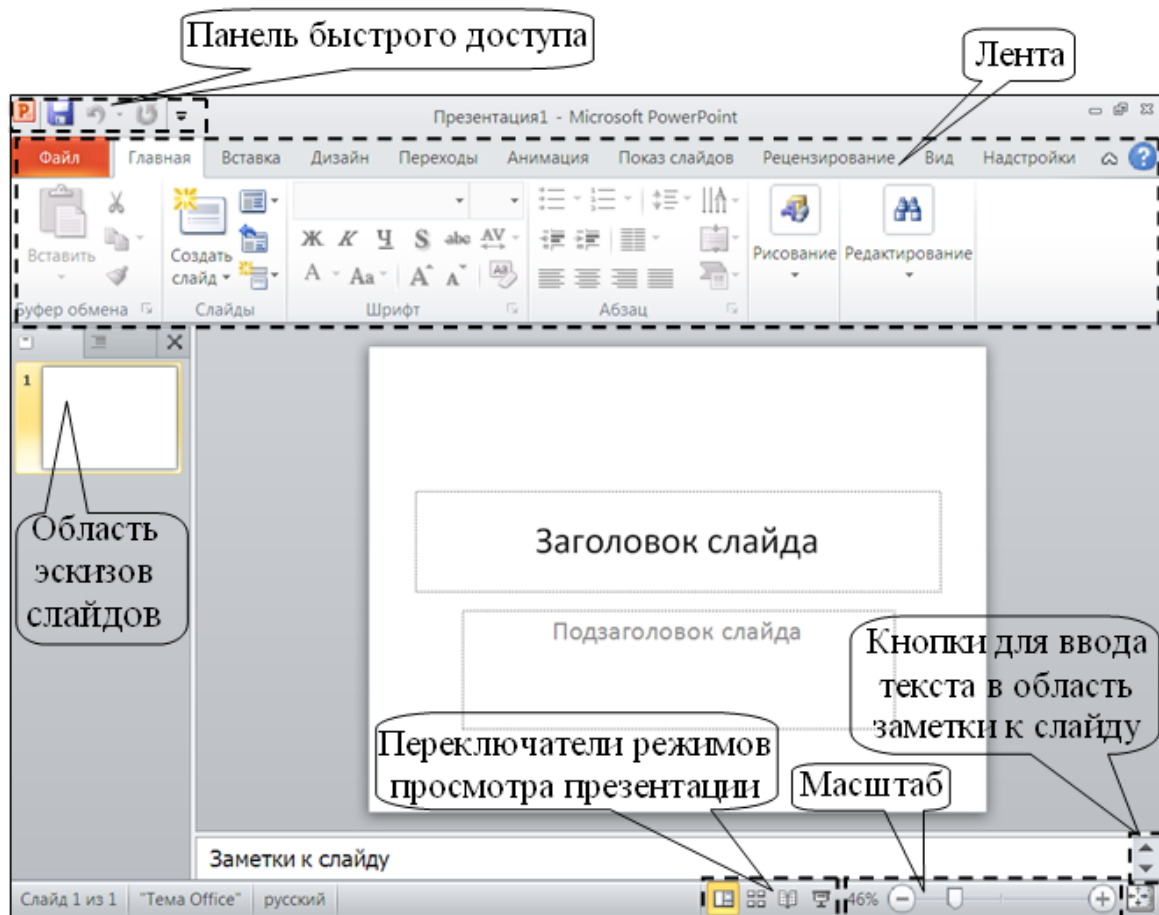 Панель быстрого доступа
Лента
Презентация1 - Microsoft PowerPoint
Файл Главная Вставка Дизайн Переходы Анимация Показ слайдов Рецензирование Вид Надстройки
Вставить
Создать
слайд
Ж К Ч S abc AV
A Aa A A Aa
Рисование Редактирование
Буфер обмена Слайды Шрифт Абзац
1
Область
эскизов
слайдов
Заголовок слайда
Подзаголовок слайда
Кнопки для ввода
текста в область
заметки к слайду
Переключатели режимов
просмотра презентации
Масштаб
Заметки к слайду
Слайд 1 из 1 "Тема Office" русский 46%